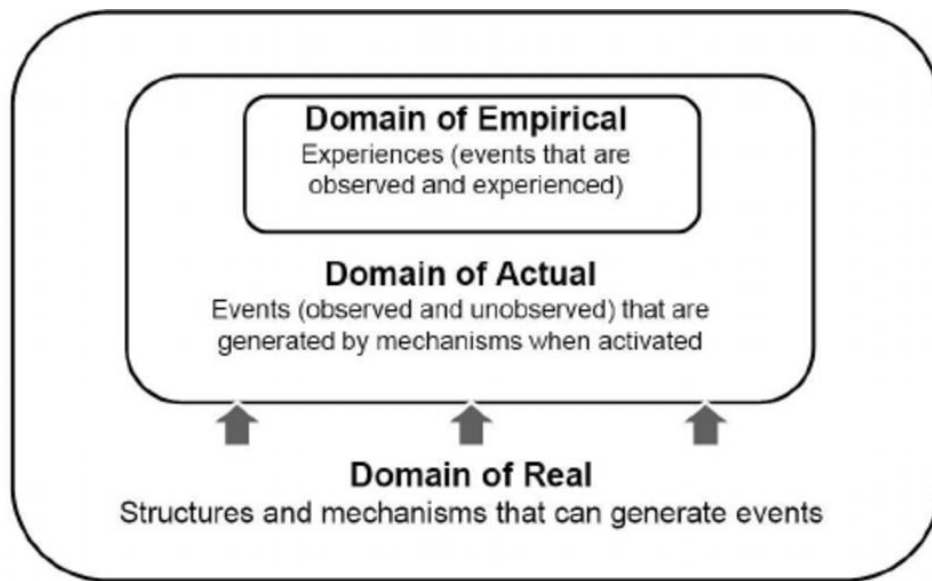 Domain of Empirical
Experiences (events that are
observed and experienced)
Domain of Actual
Events (observed and unobserved) that are
generated by mechanisms when activated
Domain of Real
Structures and mechanisms that can generate events